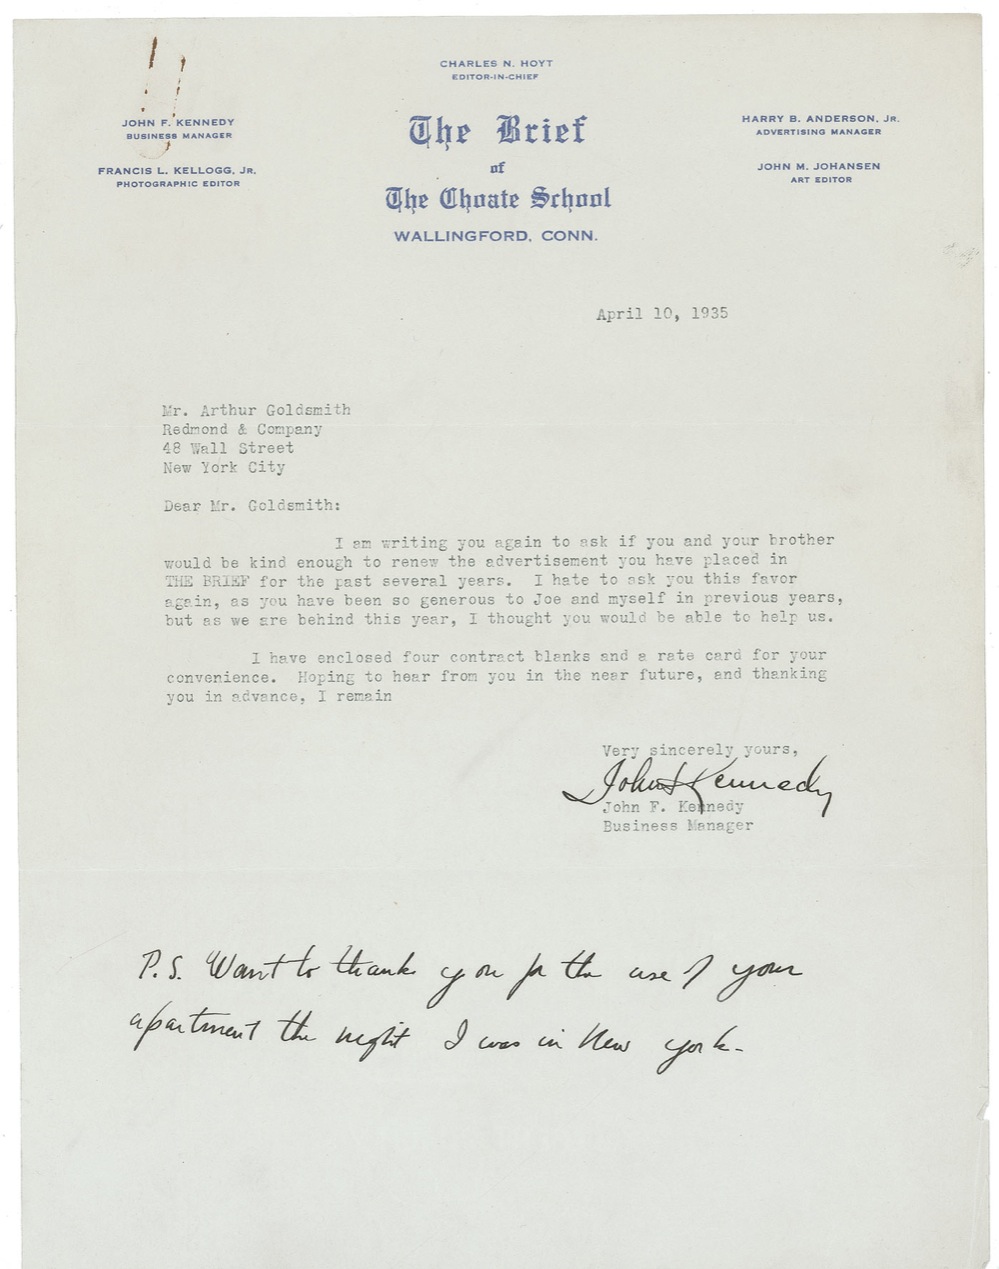 CHARLES N. HOYT
EDITOR-IN-CHIEF
JOHN F. KENNEDY
BUSINESS MANAGER
FRANCIS L. KELLOGG, JR.
PHOTOGRAPHIC EDITOR
The Brief
of
The Choate School
WALLINGFORD, CONN.
HARRY B. ANDERSON, JR.
ADVERTISING MANAGER
JOHN M. JOHANSEN
ART EDITOR
April 10, 1935
Mr. Arthur Goldsmith
Redmond & Company
48 Wall Street
New York City
Dear Mr. Goldsmith:
I am writing you again to ask if you and your brother
would be kind enough to renew the advertisement you have placed in
THE BRIEF for the past several years. I hate to ask you this favor
again, as you have been so generous to Joe and myself in previous years,
but as we are behind this year, I thought you would be able to help us.
I have enclosed four contract blanks and a rate card for your
convenience. Hoping to hear from you in the near future, and thanking
you in advance, I remain
Very sincerely yours,
John F Kennedy
John F. Kennedy
Business Manager
P.S. Want to thank you for the use of your
apartment the night I was in New York-